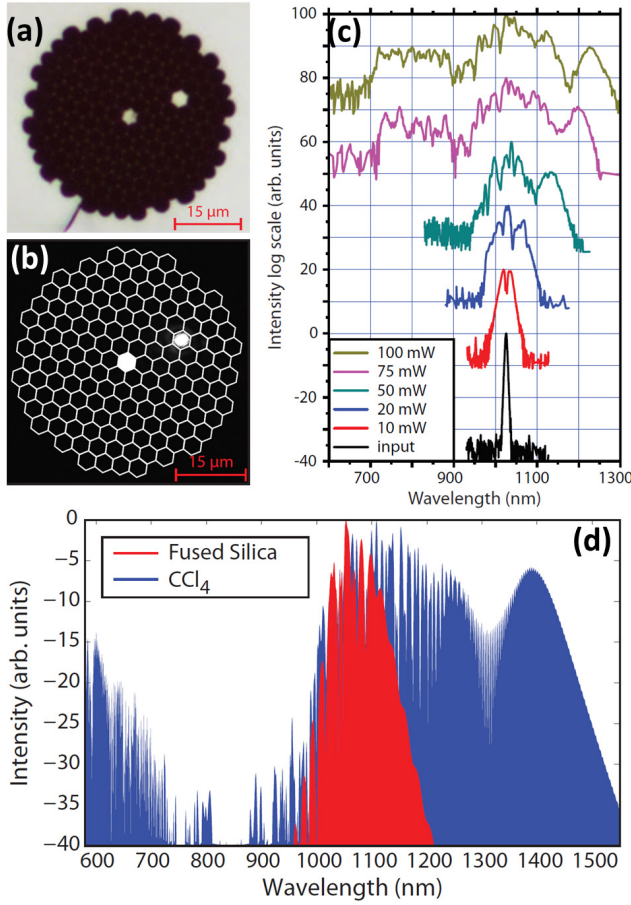 (a)
15 μm
(b)
15 μm
(c)
Intensity log scale (arb. units)
100
80
60
40
20
0
-20
-40
100 mW
75 mW
50 mW
20 mW
10 mW
input
700
900
1100
1300
Wavelength (nm)
(d)
Intensity (arb. units)
0
−5
−10
−15
−20
−25
−30
−35
−40
Fused Silica
CCl4
600
700
800
900
1000
1100
1200
1300
1400
1500
Wavelength (nm)